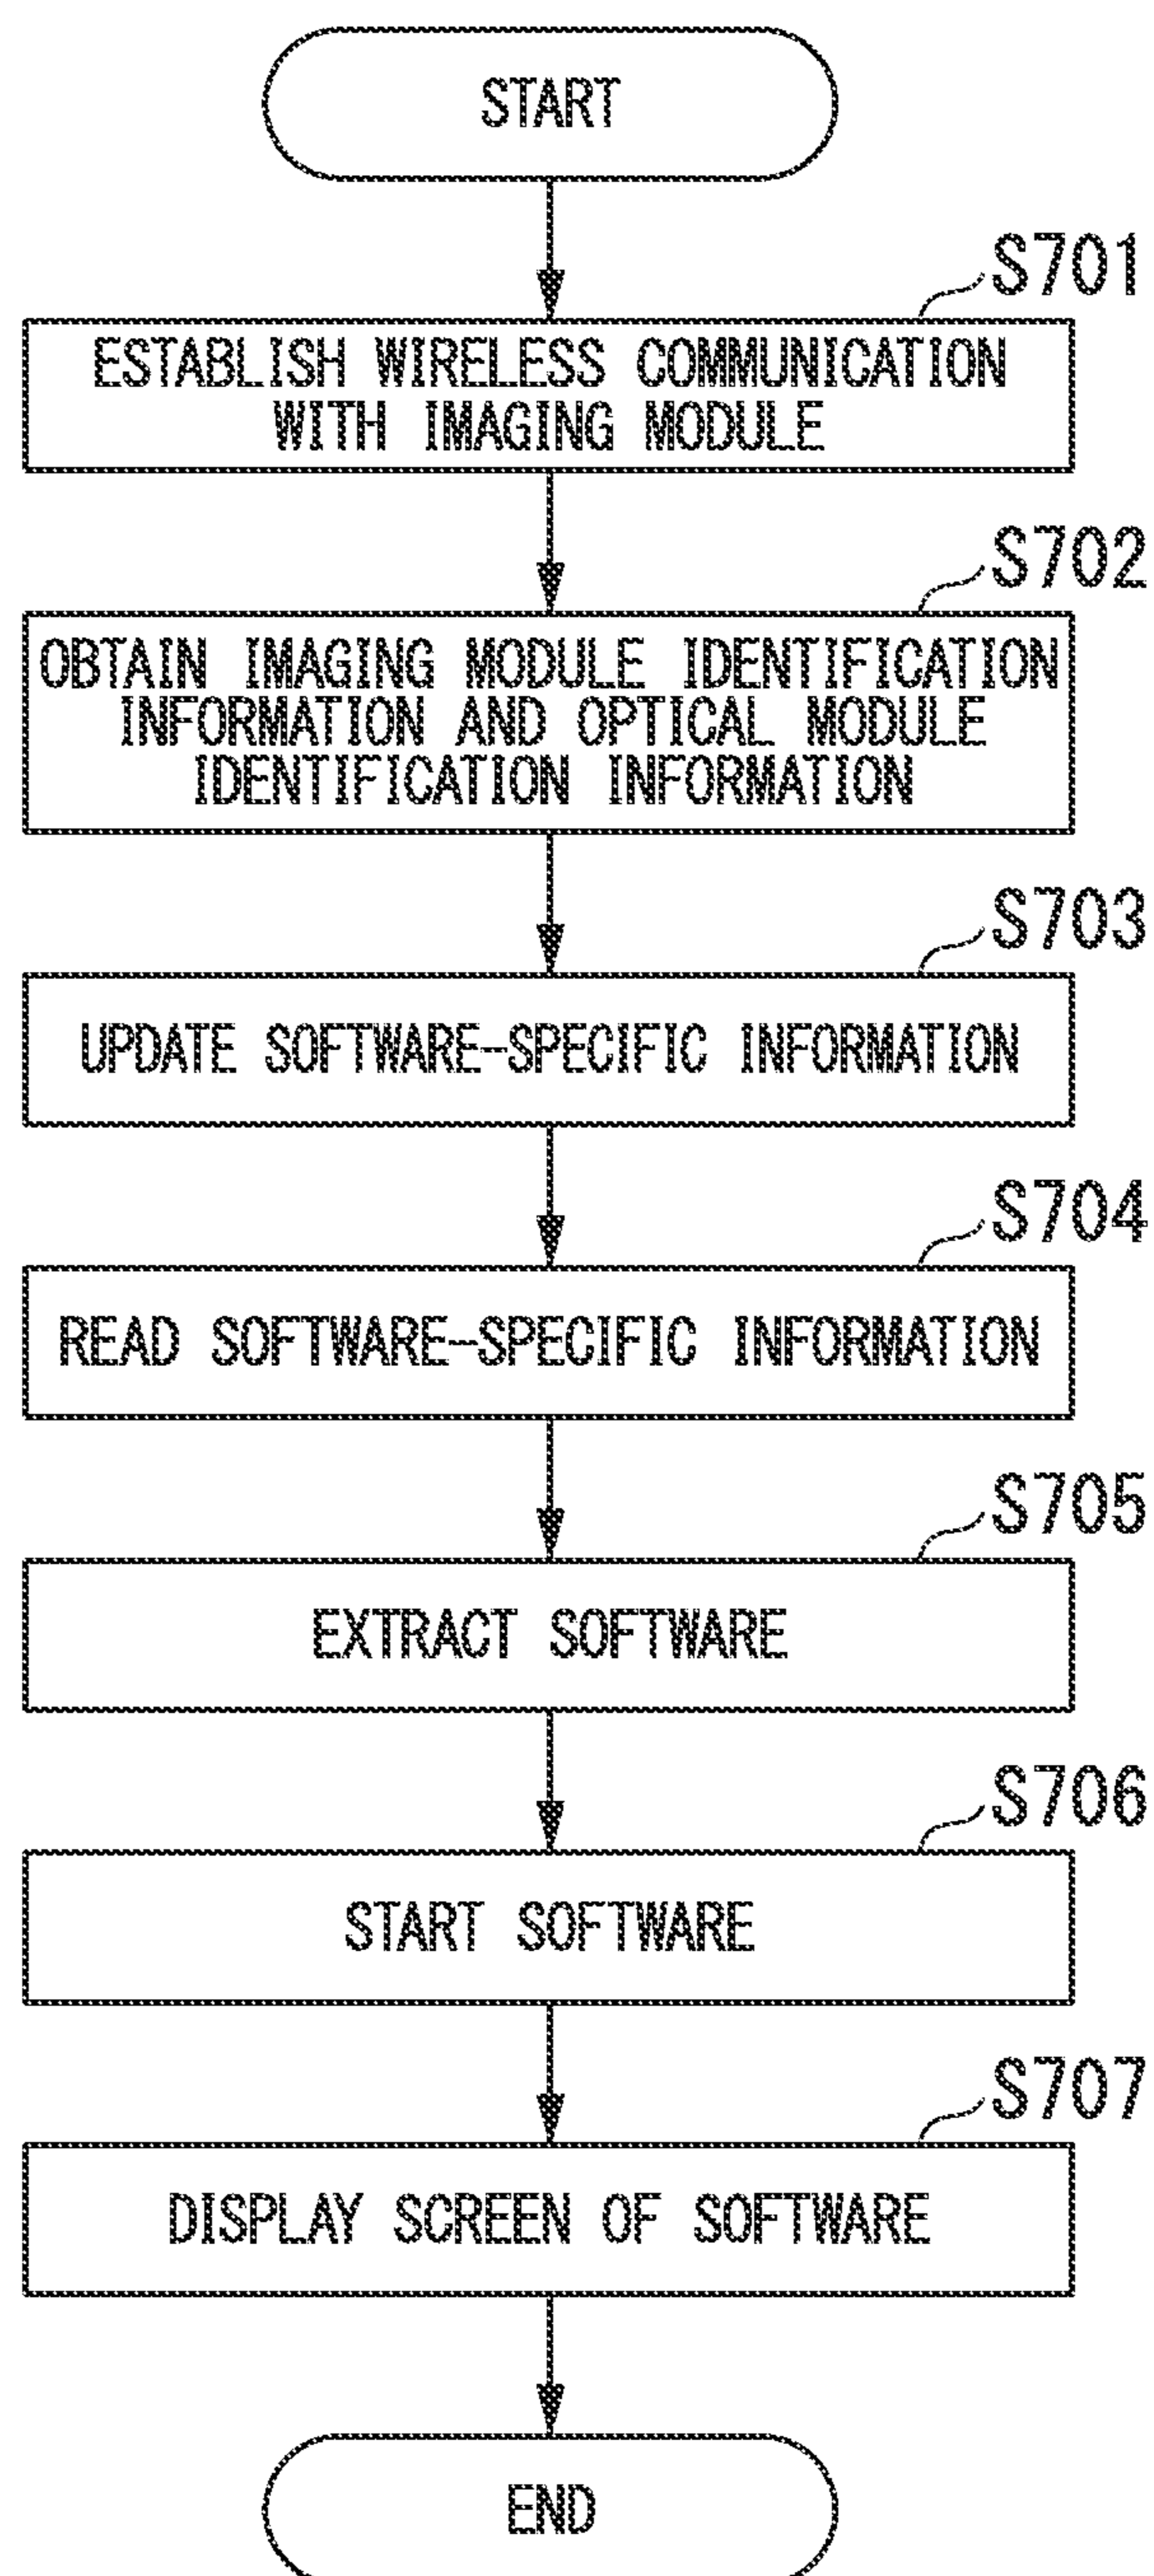 START
S701
ESTABLISH WIRELESS COMMUNICATION
WITH IMAGING MODULE
S702
OBTAIN IMAGING MODULE IDENTIFICATION
INFORMATION AND OPTICAL MODULE
IDENTIFICATION INFORMATION
S703
UPDATE SOFTWARE-SPECIFIC INFORMATION
S704
READ SOFTWARE-SPECIFIC INFORMATION
S705
EXTRACT SOFTWARE
S706
START SOFTWARE
S707
DISPLAY SCREEN OF SOFTWARE
END